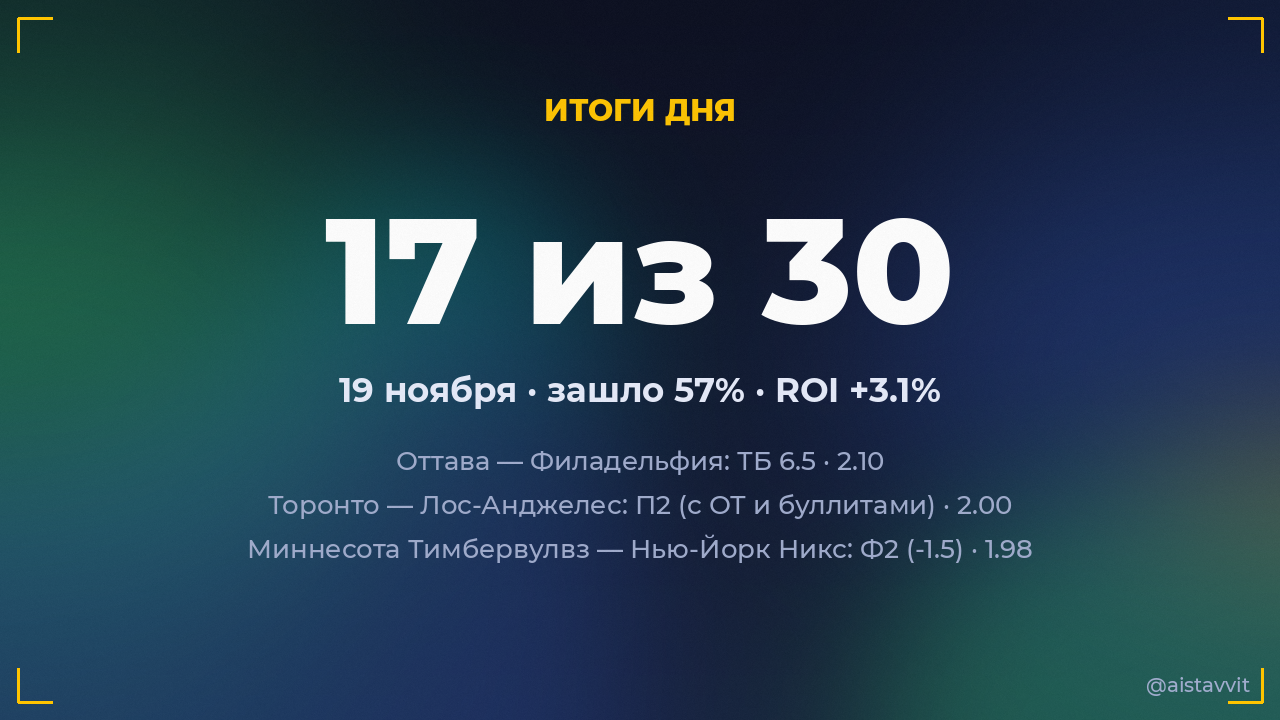 ИТОГИ ДНЯ
17 из 30
19 ноября · зашло 57% · ROI +3.1%
Оттава — Филадельфия: ТБ 6.5 · 2.10
Торонто — Лос-Анджелес: П2 (с ОТ и буллитами) · 2.00
Миннесота Тимбервулвз — Нью-Йорк Никс: Ф2 (-1.5) · 1.98
@aistavvit